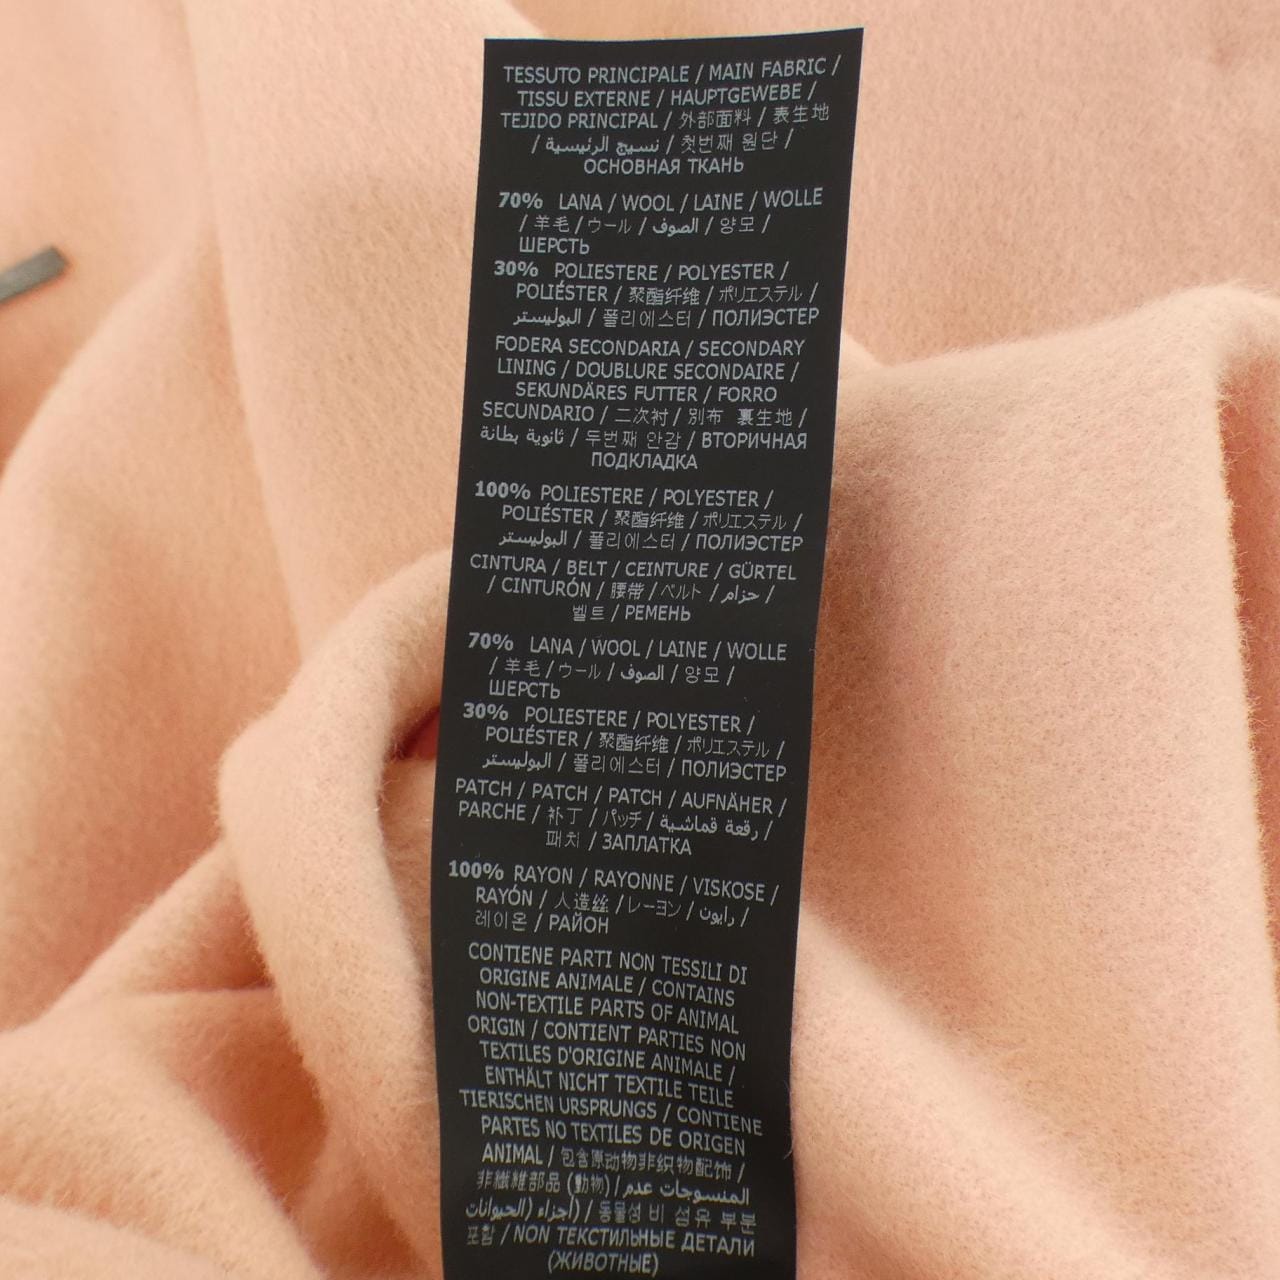 TESSUTO PRINCIPALE / MAIN FABRIC /
TISSU EXTERNE / HAUPTGEWEBE /
TEJIDO PRINCIPAL / 外部面料 / 表生地
/ نسيج الرئيسية / 첫번째 원단 /
ОСНОВНАЯ ТКАНЬ
70% LANA / WOOL / LAINE / WOLLE
/ 羊毛 / ウール / الصوف / 양모 /
ШЕРСТЬ
30% POLIESTERE / POLYESTER /
POLIÉSTER / 聚酯纤维 / ポリエステル /
البوليستر / 폴리에스터 / ПОЛИЭСТЕР
FODERA SECONDARIA / SECONDARY
LINING / DOUBLURE SECONDAIRE /
SEKUNDÄRES FUTTER / FORRO
SECUNDARIO / 二次衬 / 別布 裏生地 /
ثانوية بطانة / 두번째 안감 / ВТОРИЧНАЯ
ПОДКЛАДКА
100% POLIESTERE / POLYESTER /
POLIÉSTER / 聚酯纤维 / ポリエステル /
البوليستر / 폴리에스터 / ПОЛИЭСТЕР
CINTURA / BELT / CEINTURE / GÜRTEL
/ CINTURÓN / 腰带 / ベルト / حزام /
벨트 / РЕМЕНЬ
70% LANA / WOOL / LAINE / WOLLE
/ 羊毛 / ウール / الصوف / 양모 /
ШЕРСТЬ
30% POLIESTERE / POLYESTER /
POLIÉSTER / 聚酯纤维 / ポリエステル /
البوليستر / 폴리에스터 / ПОЛИЭСТЕР
PATCH / PATCH / PATCH / AUFNÄHER /
PARCHE / 补丁 / パッチ / رقعة قماشية /
패치 / ЗАПЛАТКА
100% RAYON / RAYONNE / VISKOSE /
RAYÓN / 人造丝 / レーヨン / رايون /
레이온 / РАЙОН
CONTIENE PARTI NON TESSILI DI
ORIGINE ANIMALE / CONTAINS
NON-TEXTILE PARTS OF ANIMAL
ORIGIN / CONTIENT PARTIES NON
TEXTILES D'ORIGINE ANIMALE /
ENTHÄLT NICHT TEXTILE TEILE
TIERISCHEN URSPRUNGS / CONTIENE
PARTES NO TEXTILES DE ORIGEN
ANIMAL / 包含原动物非织物配饰 /
非繊維部品 (動物) / المنسوجات عدم
أجزاء (الحيوانات) / 동물성 비 섬유 부분
포함 / NON ТЕКСТИЛЬНЫЕ ДЕТАЛИ
(ЖИВОТНЫЕ)